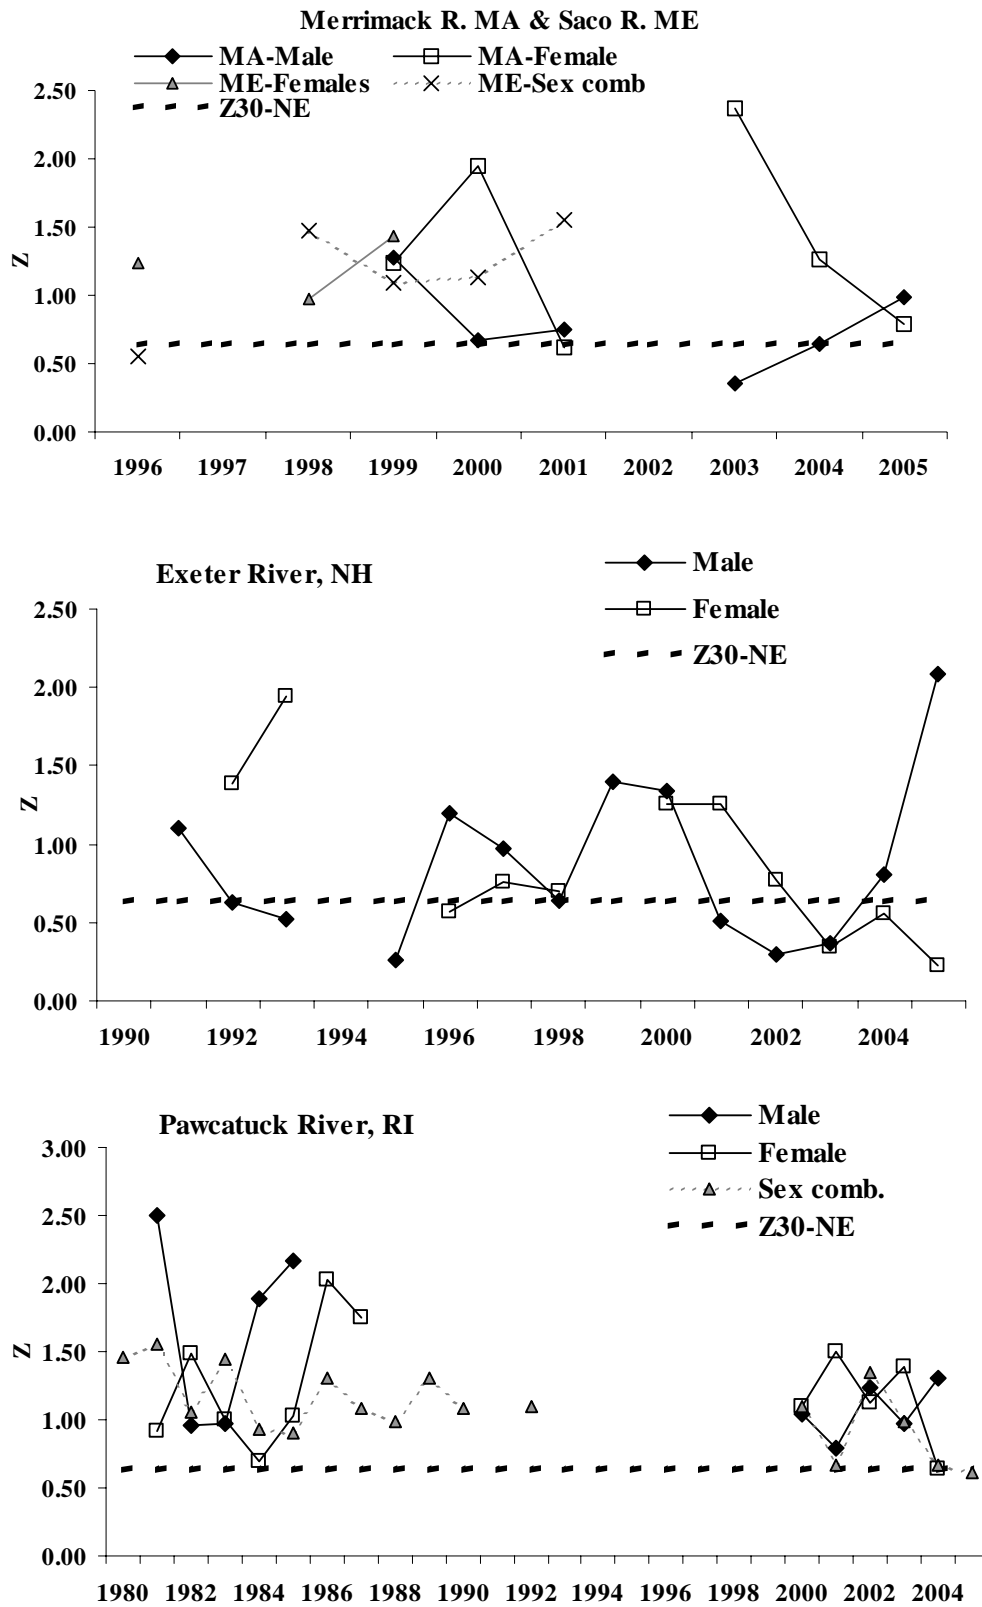 Merrimack R. MA & Saco R. ME
MA-Male MA-Female
ME-Females ME-Sex comb
Z30-NE
2.50
2.00
1.50
1.00
0.50
0.00
Z
1996 1997 1998 1999 2000 2001 2002 2003 2004 2005
Exeter River, NH
Male
Female
Z30-NE
2.50
2.00
1.50
1.00
0.50
0.00
Z
1990 1992 1994 1996 1998 2000 2002 2004
Pawcatuck River, RI
Male
Female
Sex comb.
Z30-NE
3.00
2.50
2.00
1.50
1.00
0.50
0.00
Z
1980 1982 1984 1986 1988 1990 1992 1994 1996 1998 2000 2002 2004